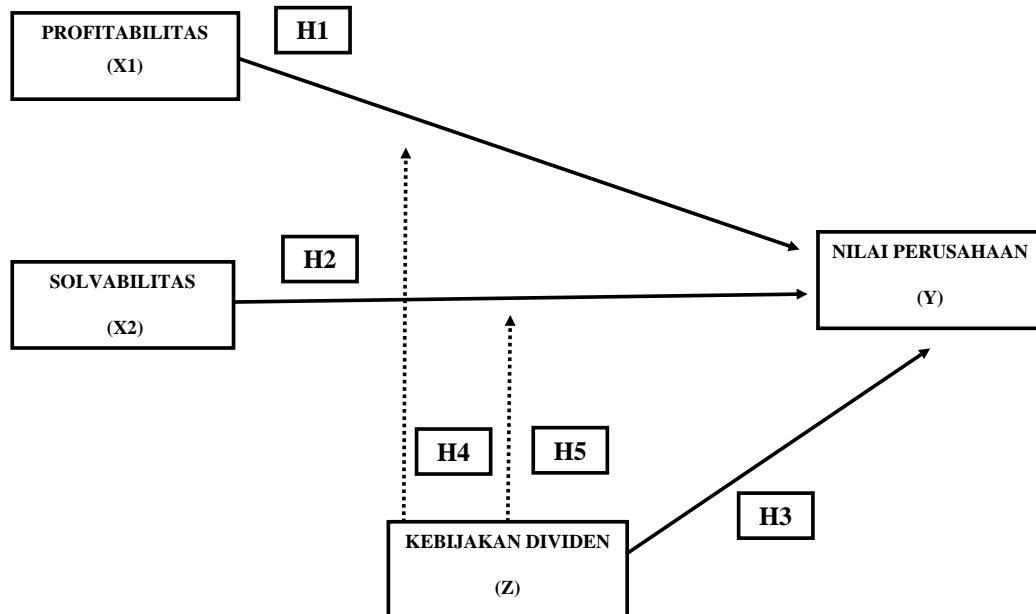 PROFITABILITAS
(X1)
H1
SOLVABILITAS
(X2)
H2
NILAI PERUSAHAAN
(Y)
H4
H5
H3
KEBIJAKAN DIVIDEN
(Z)